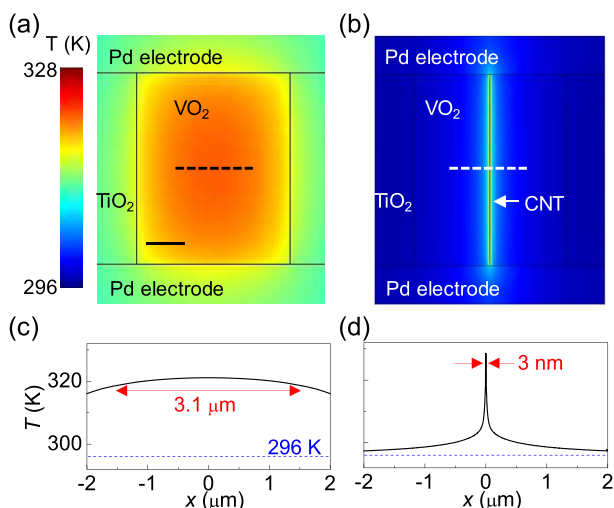 (a)
T (K)
328
296
Pd electrode
VO₂
TiO₂
Pd electrode
(b)
Pd electrode
VO₂
TiO₂
CNT
Pd electrode
(c)
T (K)
320
300
3.1 μm
296 K
-2 -1 0 1 2
x (μm)
(d)
3 nm
-2 -1 0 1 2
x (μm)